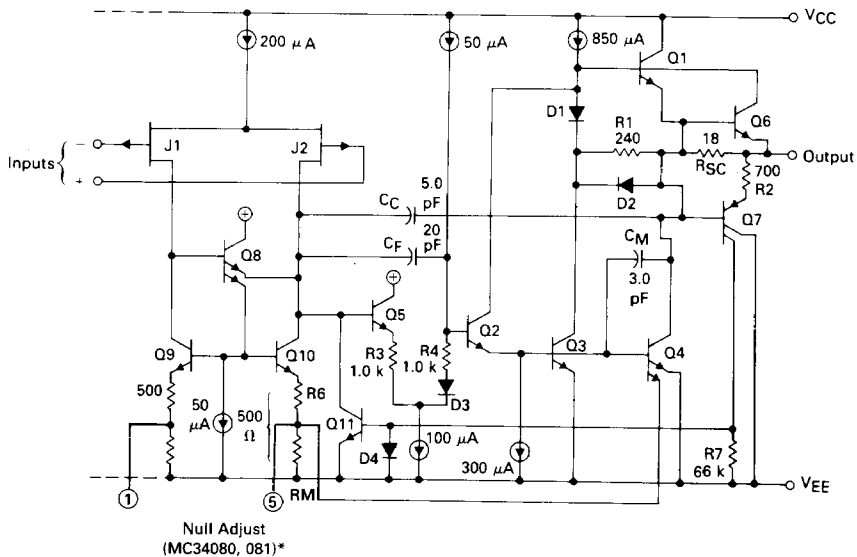 VCC
200 μA
50 μA
850 μA
Q1
D1
R1
240
Q6
18
RSC
Output
Inputs
−
+
J1
J2
5.0
pF
CC
20
pF
CF
700
R2
D2
Q7
Q8
CM
3.0
pF
Q5
Q2
Q3
Q4
Q9
Q10
R3
1.0 k
R4
1.0 k
D3
500
50
μA
500
Ω
R6
Q11
D4
100 μA
300 μA
R7
66 k
1
5
RM
VEE
Null Adjust
(MC34080, 081)*